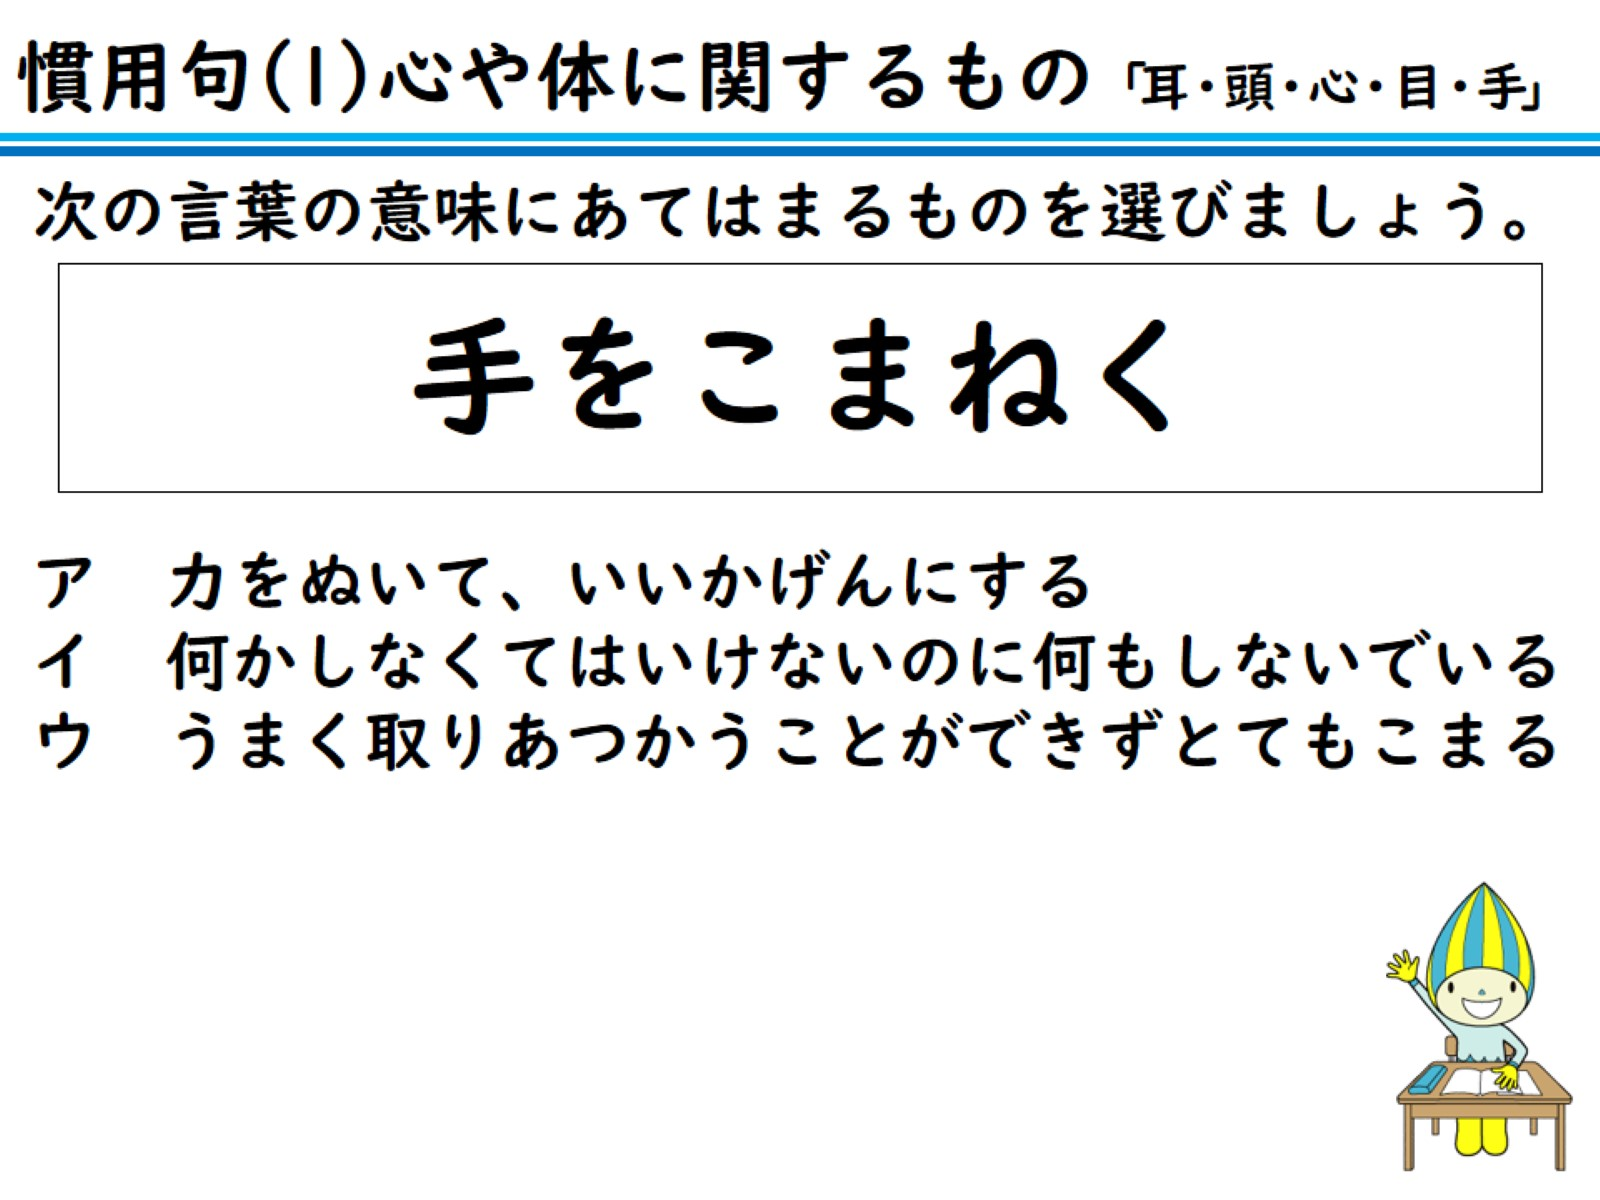 慣用句(1)心や体に関するもの「耳・頭・心・目・手」
次の言葉の意味にあてはまるものを選びましょう。
手をこまねく
ア　力をぬいて、いいかげんにする
イ　何かしなくてはいけないのに何もしないでいる
ウ　うまく取りあつかうことができずとてもこまる